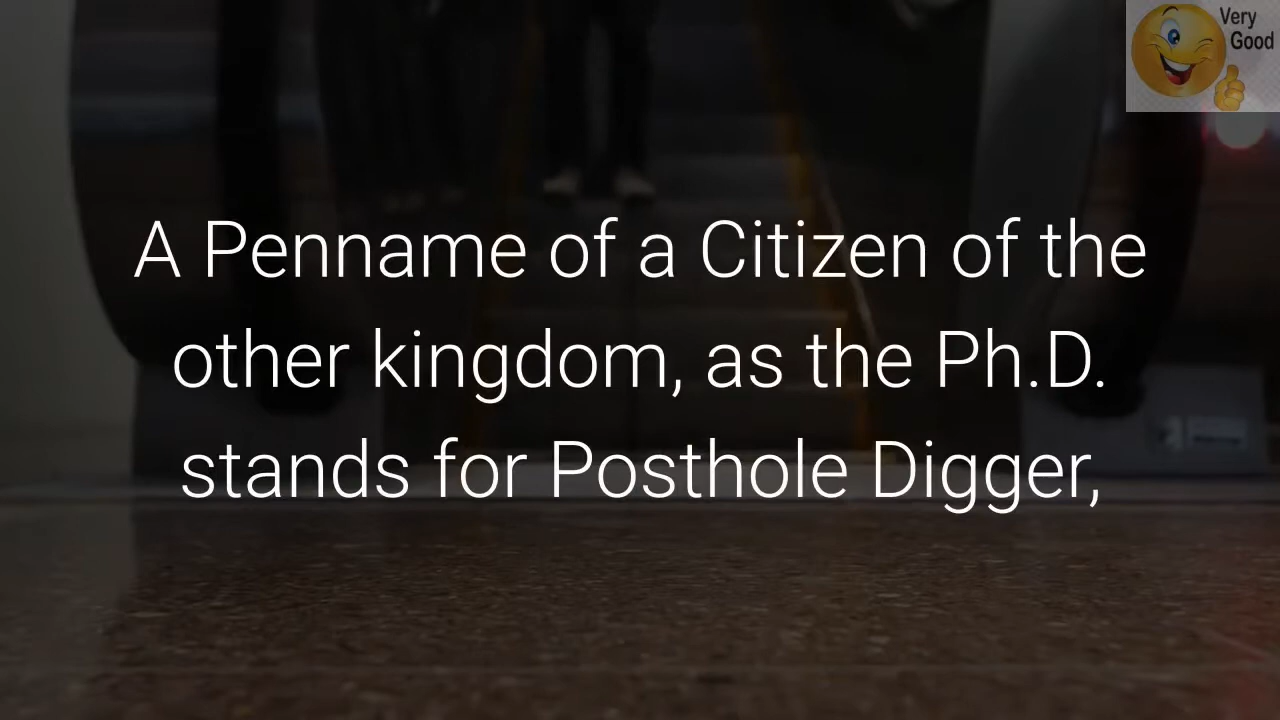 Very
Good
A Penname of a Citizen of the
other kingdom, as the Ph.D.
stands for Posthole Digger,